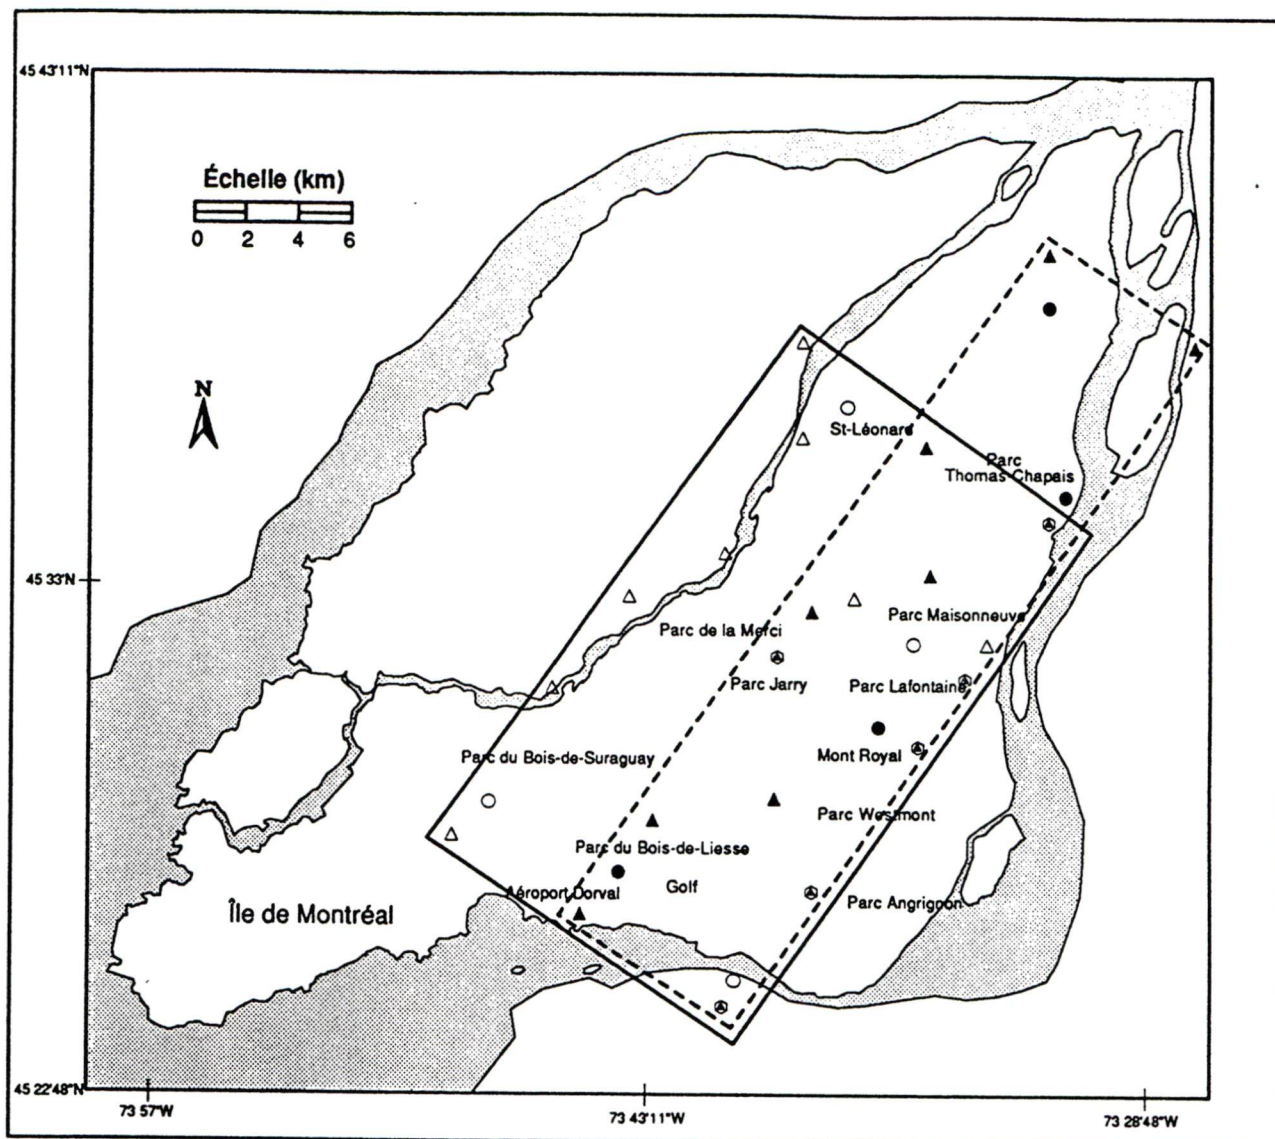 45 43'11"N
Échelle (km)
0 2 4 6
N
St-Léonard
Parc
Thomas-Chapais
45 33'N
Parc Maisonneuve
Parc de la Merci
Parc Jarry
Parc Lafontaine
Parc du Bois-de-Suraguay
Mont Royal
Parc Westmont
Parc du Bois-de-Liesse
Golf
Aéroport Dorval
Parc Angrignon
Île de Montréal
45 22'48"N
73 57"W
73 43'11"W
73 28'48"W